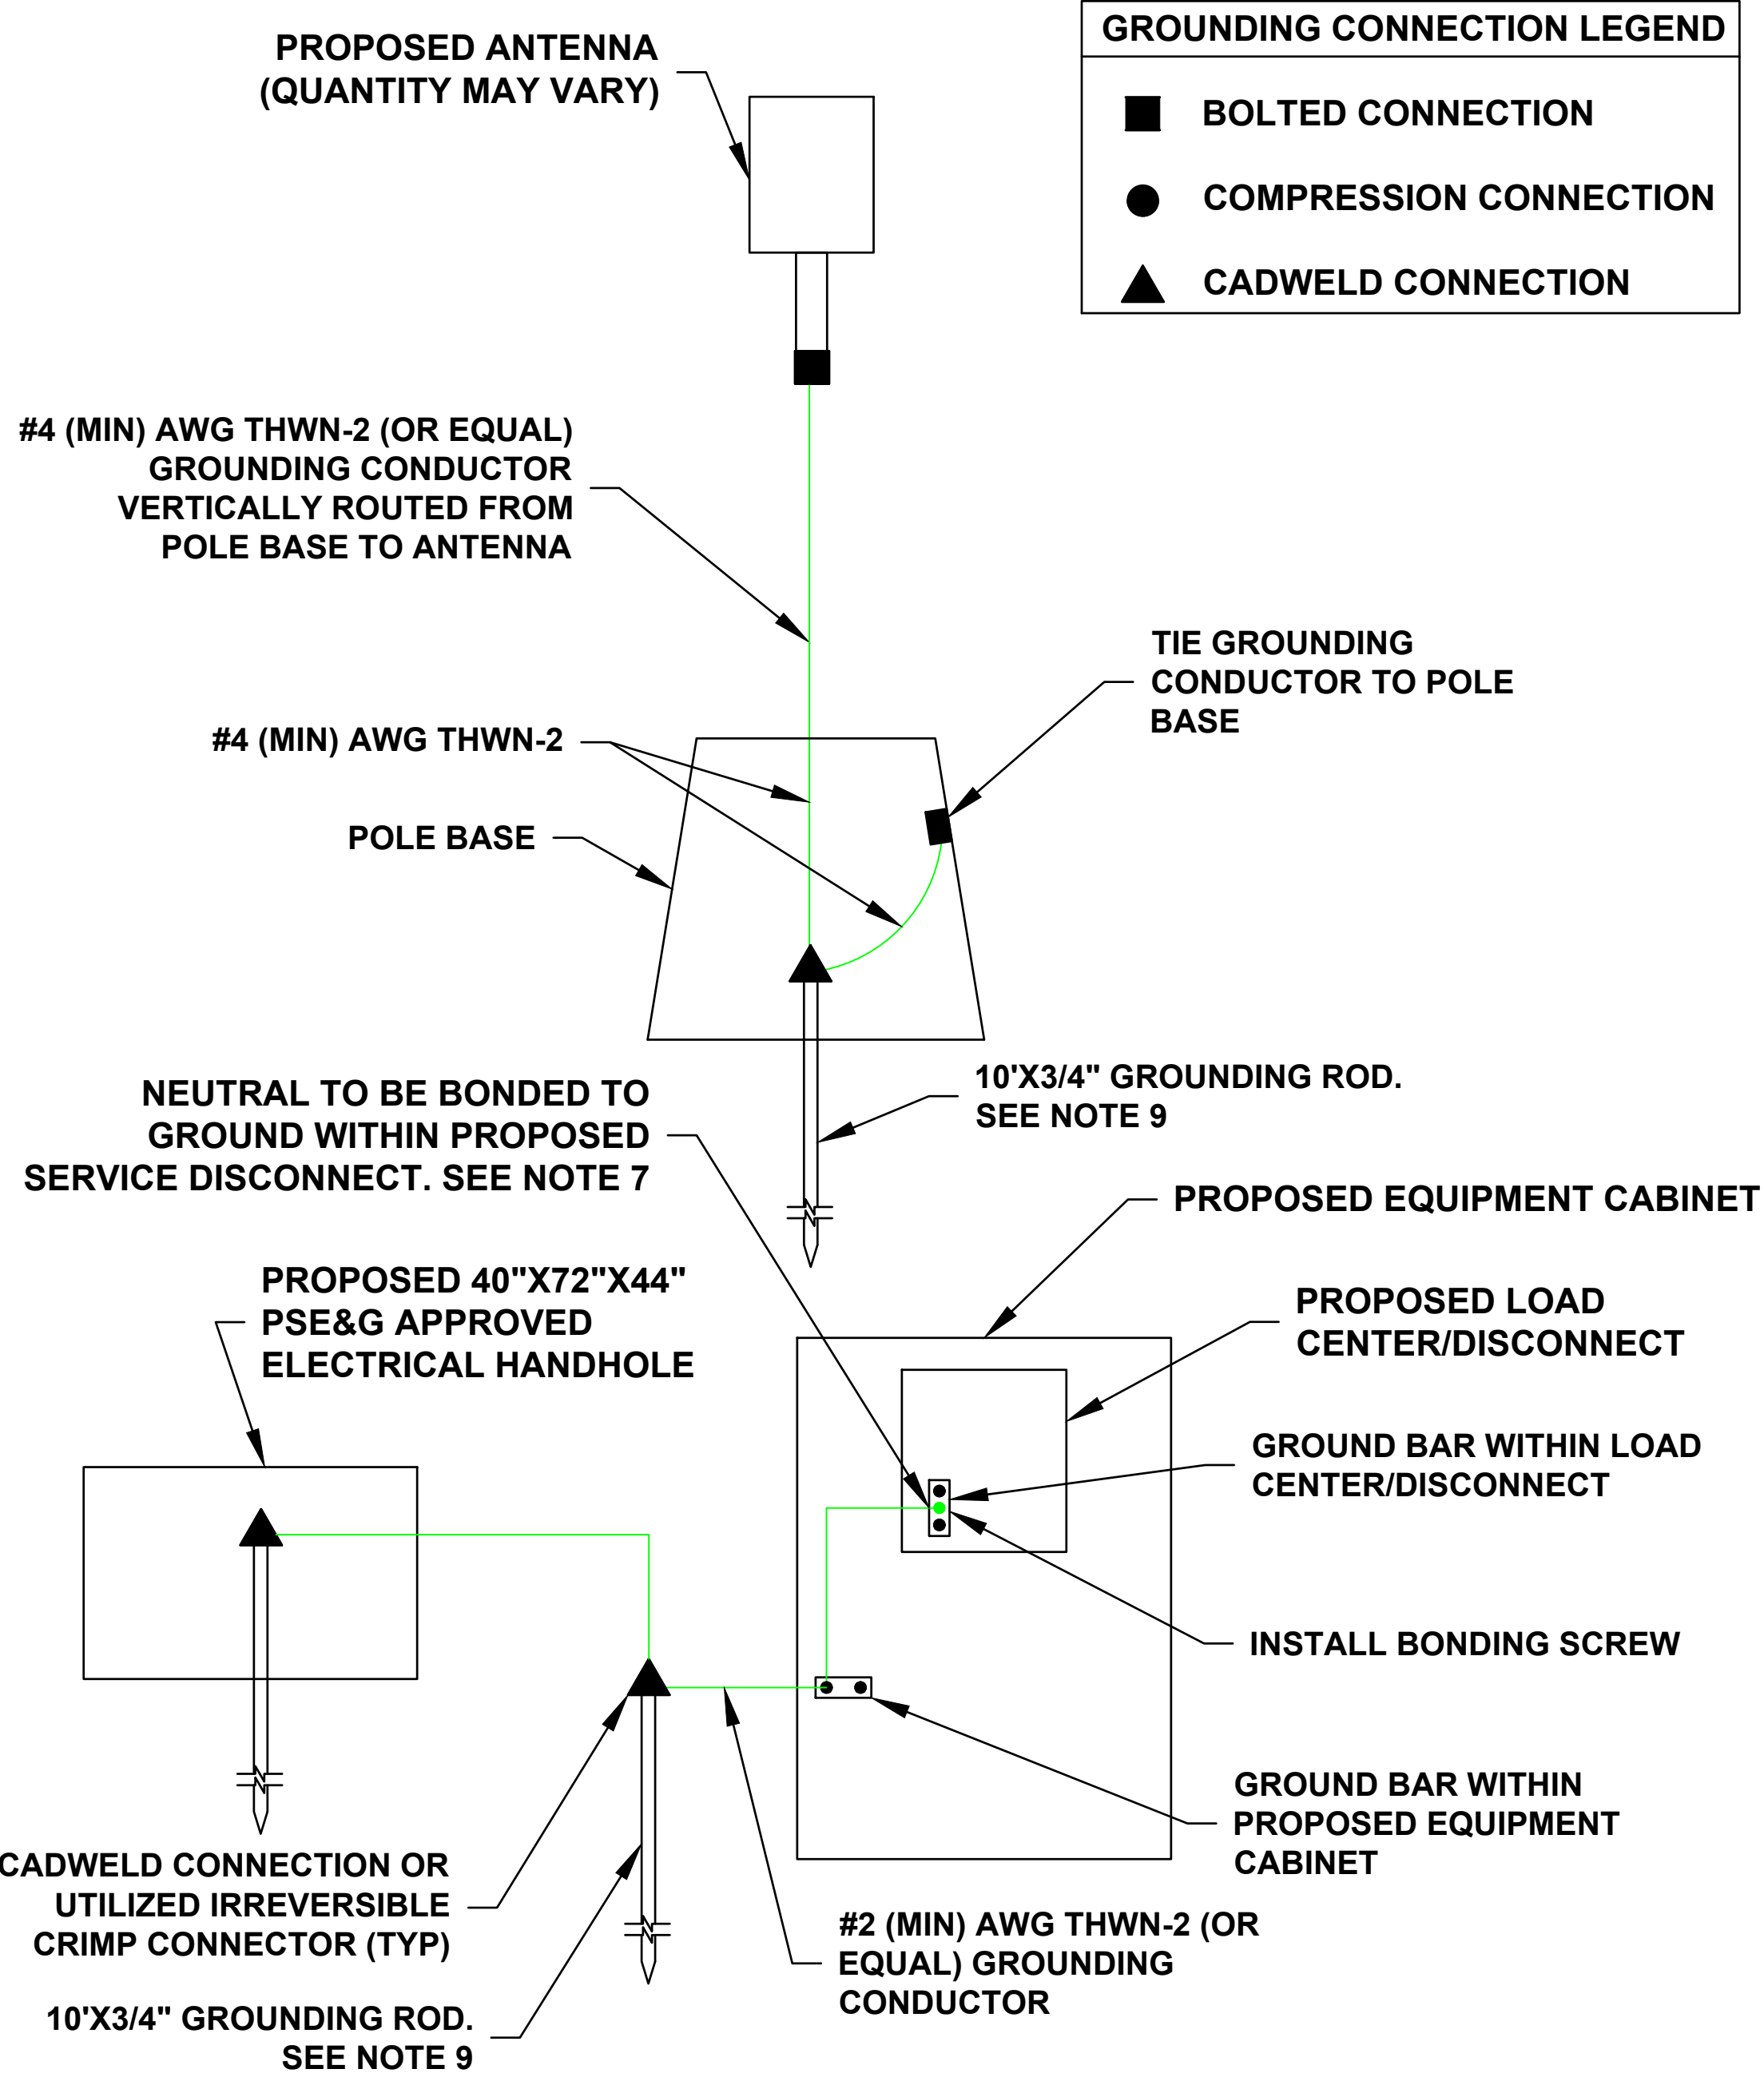 PROPOSED ANTENNA
(QUANTITY MAY VARY)
GROUNDING CONNECTION LEGEND
BOLTED CONNECTION
COMPRESSION CONNECTION
CADWELD CONNECTION
#4 (MIN) AWG THWN-2 (OR EQUAL)
GROUNDING CONDUCTOR
VERTICALLY ROUTED FROM
POLE BASE TO ANTENNA
TIE GROUNDING
CONDUCTOR TO POLE
BASE
#4 (MIN) AWG THWN-2
POLE BASE
10'X3/4" GROUNDING ROD.
SEE NOTE 9
NEUTRAL TO BE BONDED TO
GROUND WITHIN PROPOSED
SERVICE DISCONNECT. SEE NOTE 7
PROPOSED EQUIPMENT CABINET
PROPOSED 40"X72"X44"
PSE&G APPROVED
ELECTRICAL HANDHOLE
PROPOSED LOAD
CENTER/DISCONNECT
GROUND BAR WITHIN LOAD
CENTER/DISCONNECT
INSTALL BONDING SCREW
GROUND BAR WITHIN
PROPOSED EQUIPMENT
CABINET
CADWELD CONNECTION OR
UTILIZED IRREVERSIBLE
CRIMP CONNECTOR (TYP)
#2 (MIN) AWG THWN-2 (OR
EQUAL) GROUNDING
CONDUCTOR
10'X3/4" GROUNDING ROD.
SEE NOTE 9